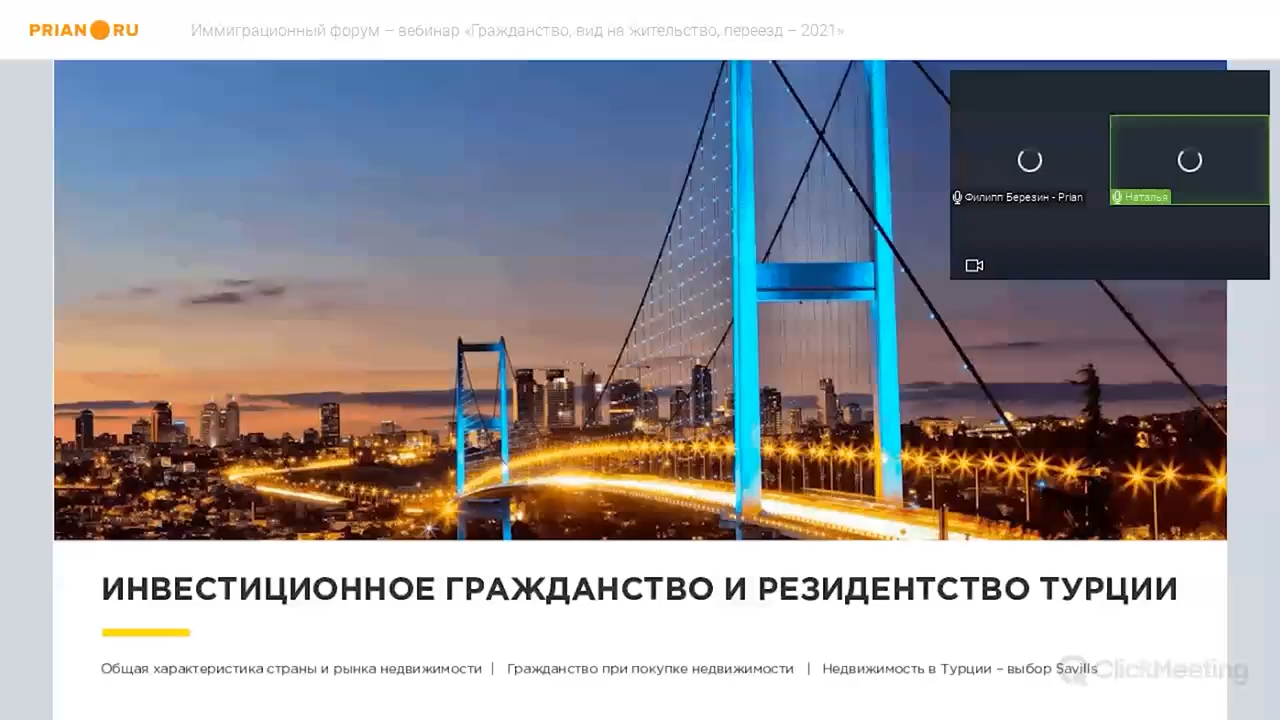 PRIAN RU
Иммиграционный форум – вебинар «Гражданство, вид на жительство, переезд – 2021»
Филипп Березин - Prian
Наталья
ИНВЕСТИЦИОННОЕ ГРАЖДАНСТВО И РЕЗИДЕНТСТВО ТУРЦИИ
Общая характеристика страны и рынка недвижимости | Гражданство при покупке недвижимости | Недвижимость в Турции – выбор Savills
ClickMeeting